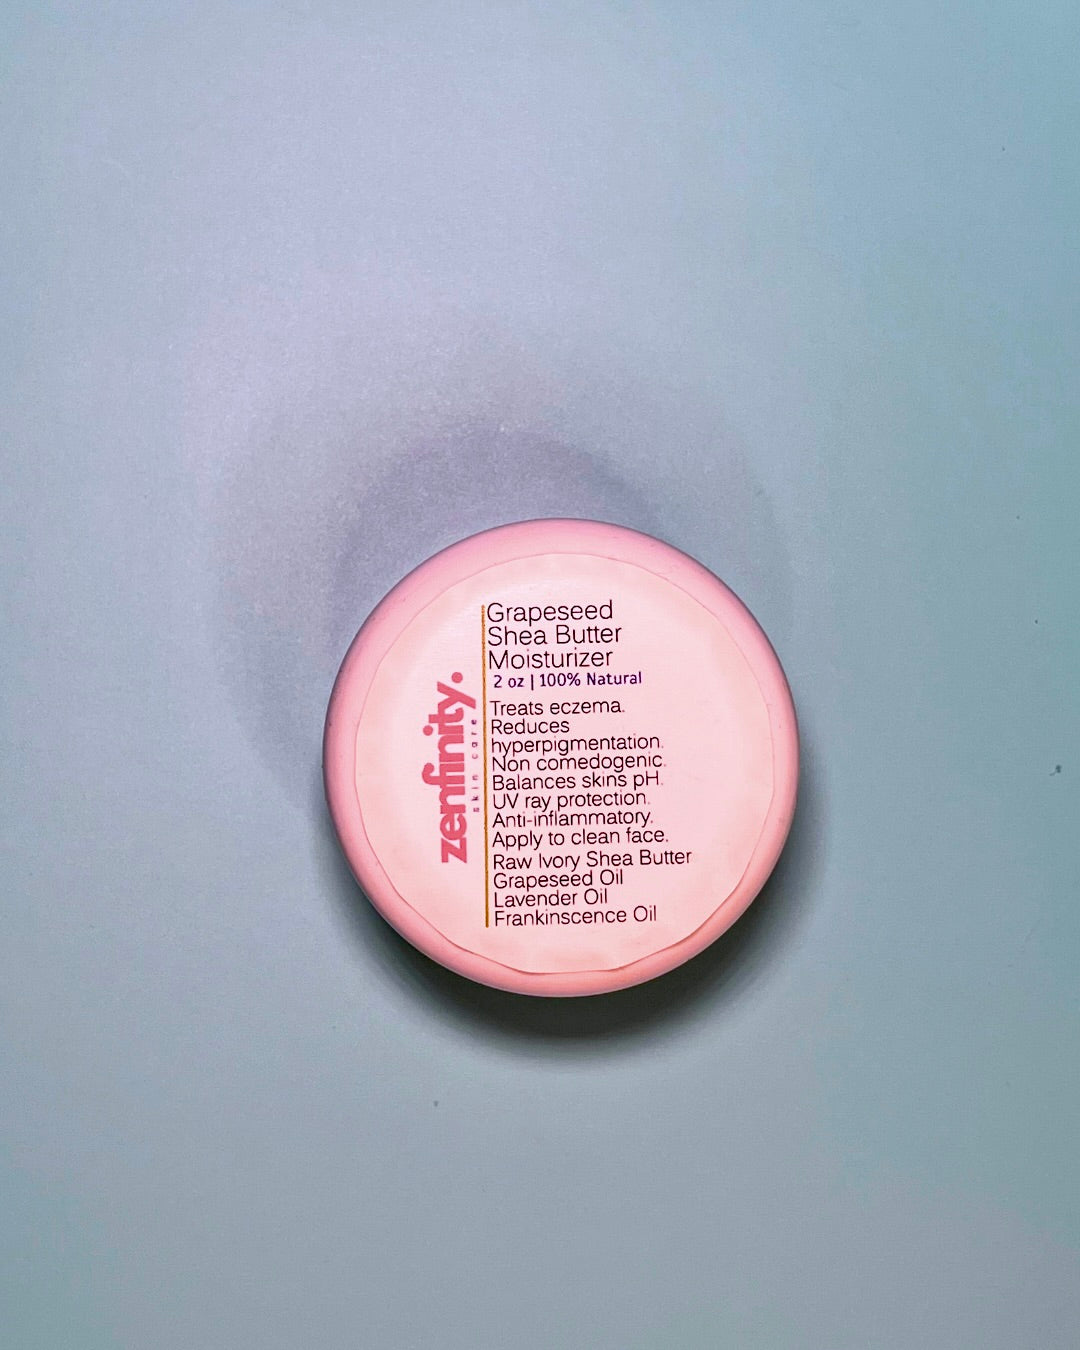 zenfinity.
skin care
Grapeseed
Shea Butter
Moisturizer
2 oz | 100% Natural
Treats eczema.
Reduces
hyperpigmentation.
Non comedogenic.
Balances skins pH.
UV ray protection.
Anti-inflammatory.
Apply to clean face.
Raw Ivory Shea Butter
Grapeseed Oil
Lavender Oil
Frankinscence Oil